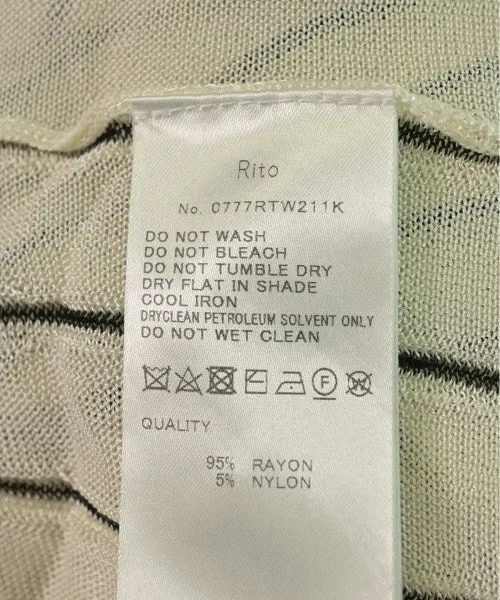 Rito
No. 0777RTW211K
DO NOT WASH
DO NOT BLEACH
DO NOT TUMBLE DRY
DRY FLAT IN SHADE
COOL IRON
DRYCLEAN PETROLEUM SOLVENT ONLY
DO NOT WET CLEAN
F W
QUALITY
95% RAYON
5% NYLON